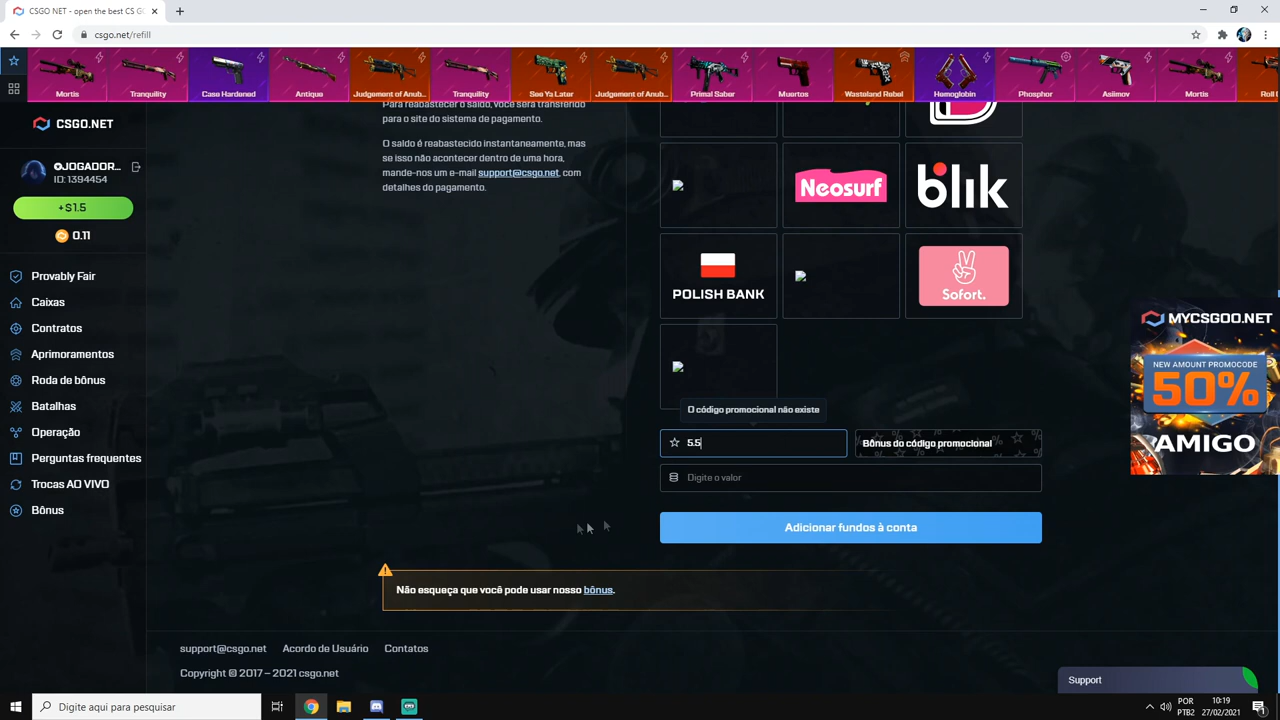 CSGO NET - open the best CS GO
csgo.net/refill
Mortis
Tranquility
Case Hardened
Antique
Judgement of Anub...
Tranquility
See Ya Later
Judgement of Anub...
Primal Saber
Muertos
Wasteland Rebel
Hemoglobin
Phosphor
Asiimov
Mortis
CSGO.NET
JOGADOR...
ID: 1394454
+$1.5
0.11
Provably Fair
Caixas
Contratos
Aprimoramentos
Roda de bônus
Batalhas
Operação
Perguntas frequentes
Trocas AO VIVO
Bônus
Para reabastecer o saldo, você será transferido
para o site do sistema de pagamento.
O saldo é reabastecido instantaneamente, mas
se isso não acontecer dentro de uma hora,
mande-nos um e-mail support@csgo.net, com
detalhes do pagamento.
Neosurf
blik
POLISH BANK
Sofort.
O código promocional não existe
5.5
Bônus do código promocional
Digite o valor
Adicionar fundos à conta
Não esqueça que você pode usar nosso bônus.
MYCSGOO.NET
NEW AMOUNT PROMOCODE
50%
AMIGO
support@csgo.net Acordo de Usuário Contatos
Copyright © 2017 – 2021 csgo.net
Support
Digite aqui para pesquisar
POR
PTB2
10:19
27/02/2021
1